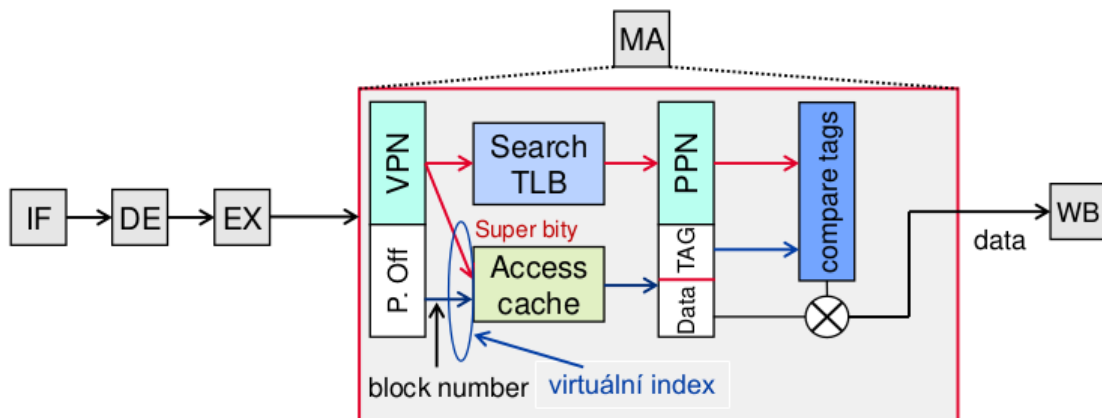 MA
VPN
Search
TLB
PPN
compare tags
IF
DE
EX
WB
Super bity
data
P. Off
Access
cache
TAG
Data
block number
virtuální index